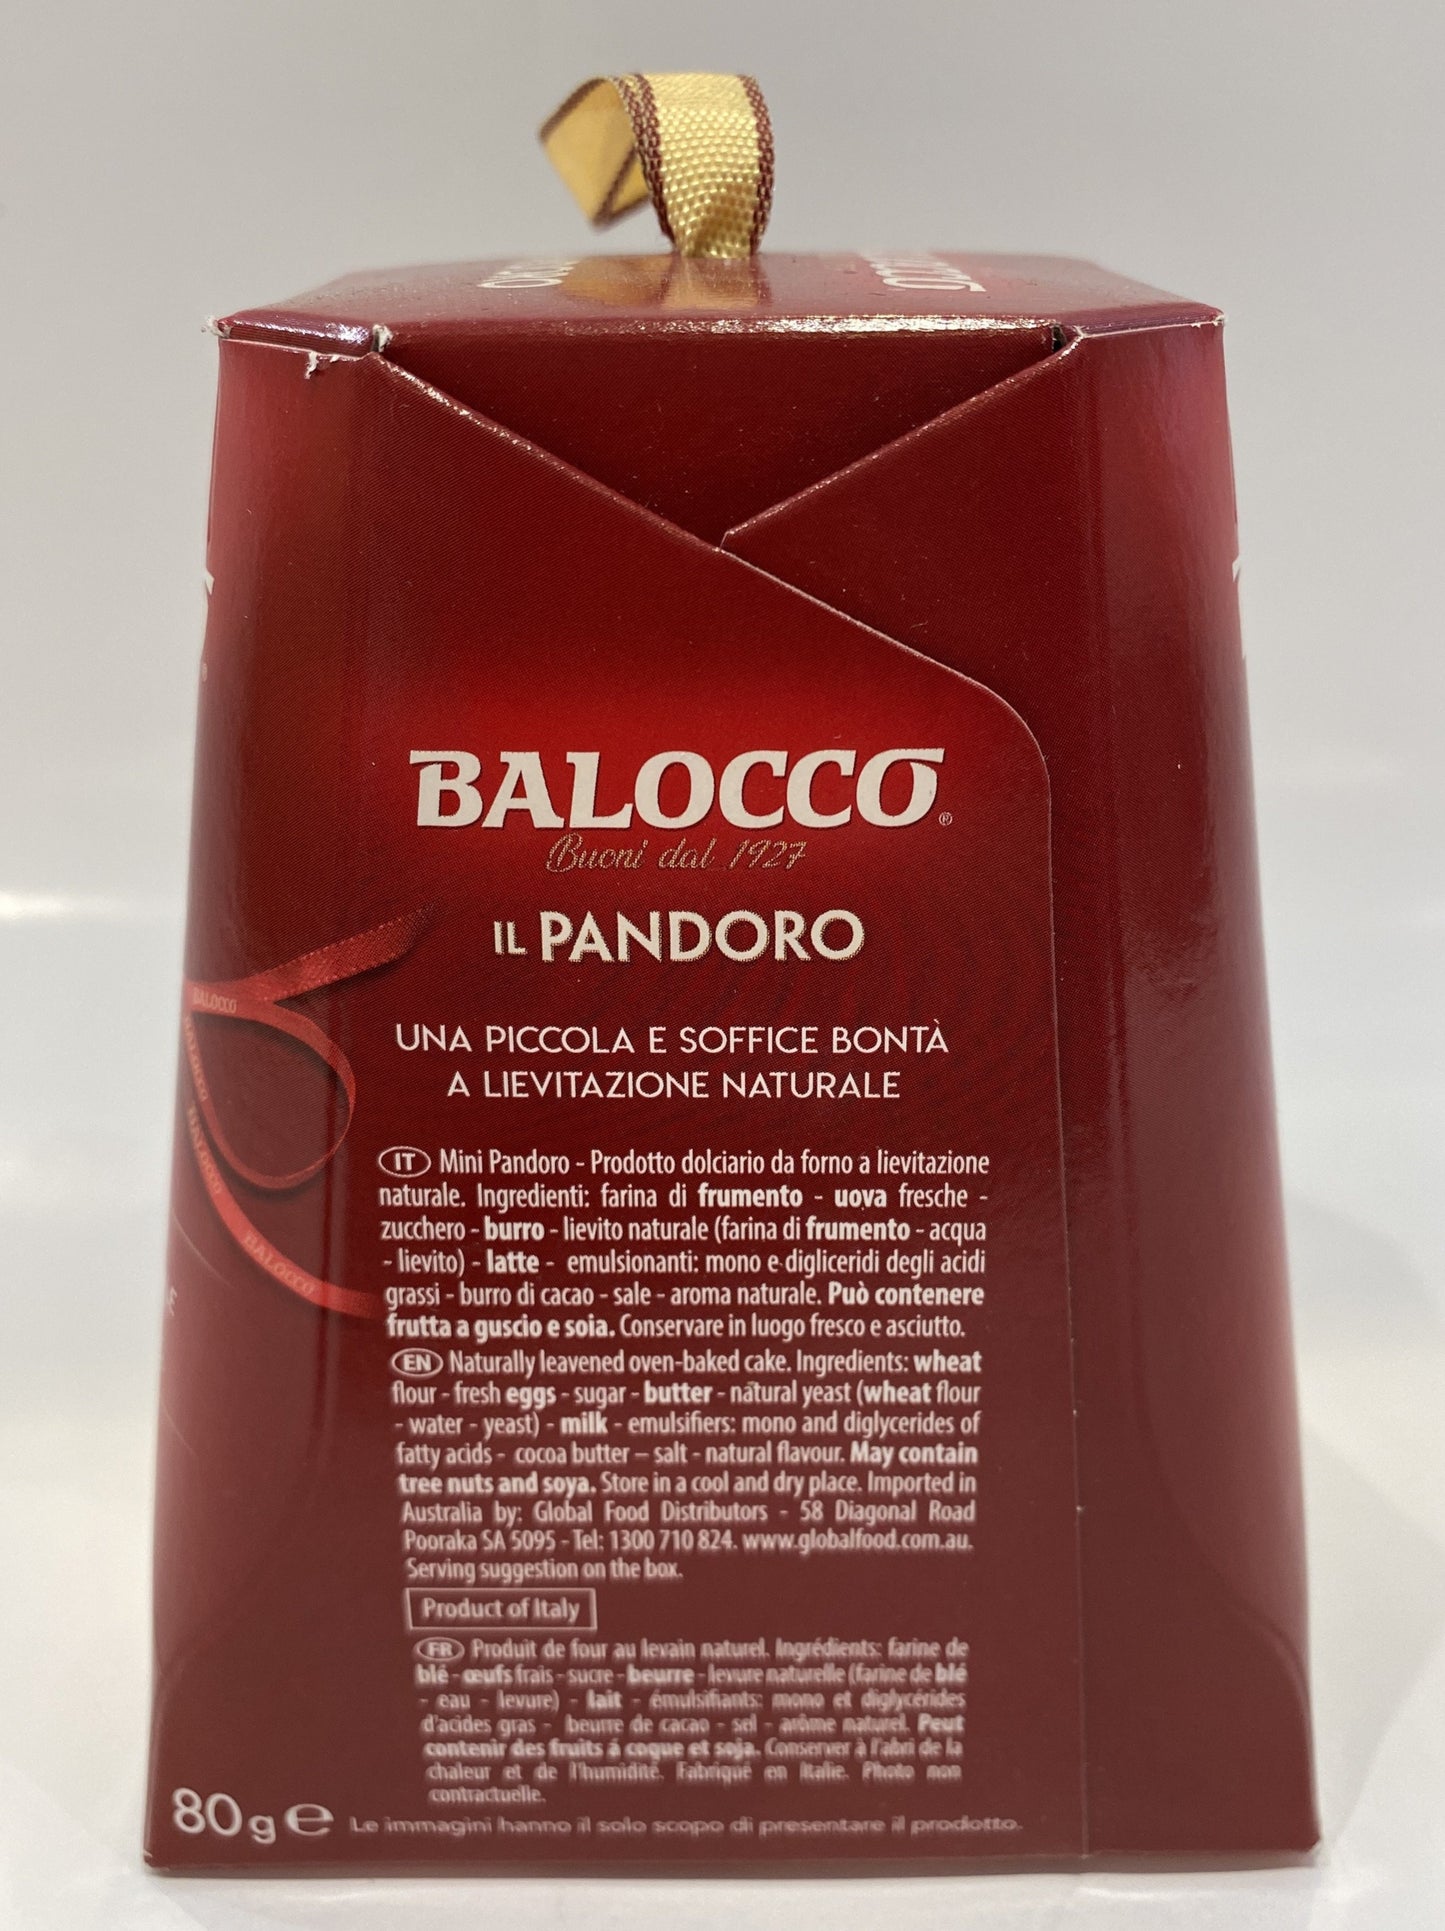 BALOCCO®
Buoni dal 1927
IL PANDORO
UNA PICCOLA E SOFFICE BONTÀ
A LIEVITAZIONE NATURALE
IT Mini Pandoro - Prodotto dolciario da forno a lievitazione
naturale. Ingredienti: farina di frumento - uova fresche -
zucchero - burro - lievito naturale (farina di frumento - acqua
- lievito) - latte - emulsionanti: mono e digliceridi degli acidi
grassi - burro di cacao - sale - aroma naturale. Può contenere
frutta a guscio e soia. Conservare in luogo fresco e asciutto.
EN Naturally leavened oven-baked cake. Ingredients: wheat
flour - fresh eggs - sugar - butter - natural yeast (wheat flour
- water - yeast) - milk - emulsifiers: mono and diglycerides of
fatty acids - cocoa butter – salt - natural flavour. May contain
tree nuts and soya. Store in a cool and dry place. Imported in
Australia by: Global Food Distributors - 58 Diagonal Road
Pooraka SA 5095 - Tel: 1300 710 824. www.globalfood.com.au.
Serving suggestion on the box.
Product of Italy
FR Produit de four au levain naturel. Ingrédients: farine de
blé - œufs frais - sucre - beurre - levure naturelle (farine de blé
- eau - levure) - lait - émulsifiants: mono et diglycérides
d'acides gras - beurre de cacao - sel - arôme naturel. Peut
contenir des fruits á coque et soja. Conserver à l'abri de la
chaleur et de l'humidité. Fabriqué en Italie. Photo non
contractuelle.
80g ℮ Le immagini hanno il solo scopo di presentare il prodotto.
BALOCCO
BALOCCO
BALOCCO
BALOCCO